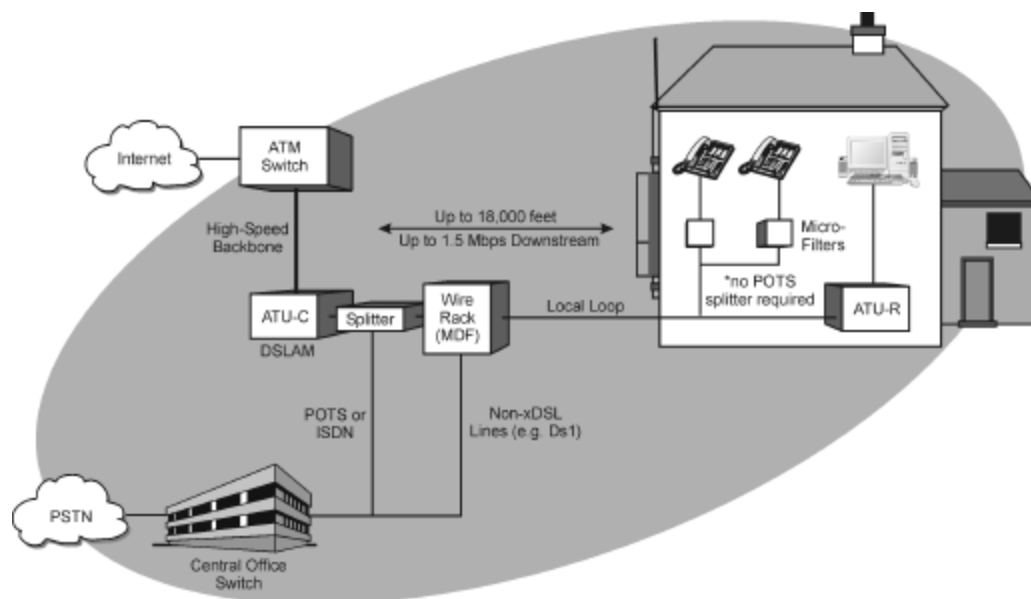 Internet
ATM
Switch
High-Speed
Backbone
Up to 18,000 feet
Up to 1.5 Mbps Downstream
Micro-
Filters
*no POTS
splitter required
ATU-C
Splitter
Wire
Rack
(MDF)
Local Loop
ATU-R
DSLAM
POTS or
ISDN
Non-xDSL
Lines (e.g. Ds1)
PSTN
Central Office
Switch